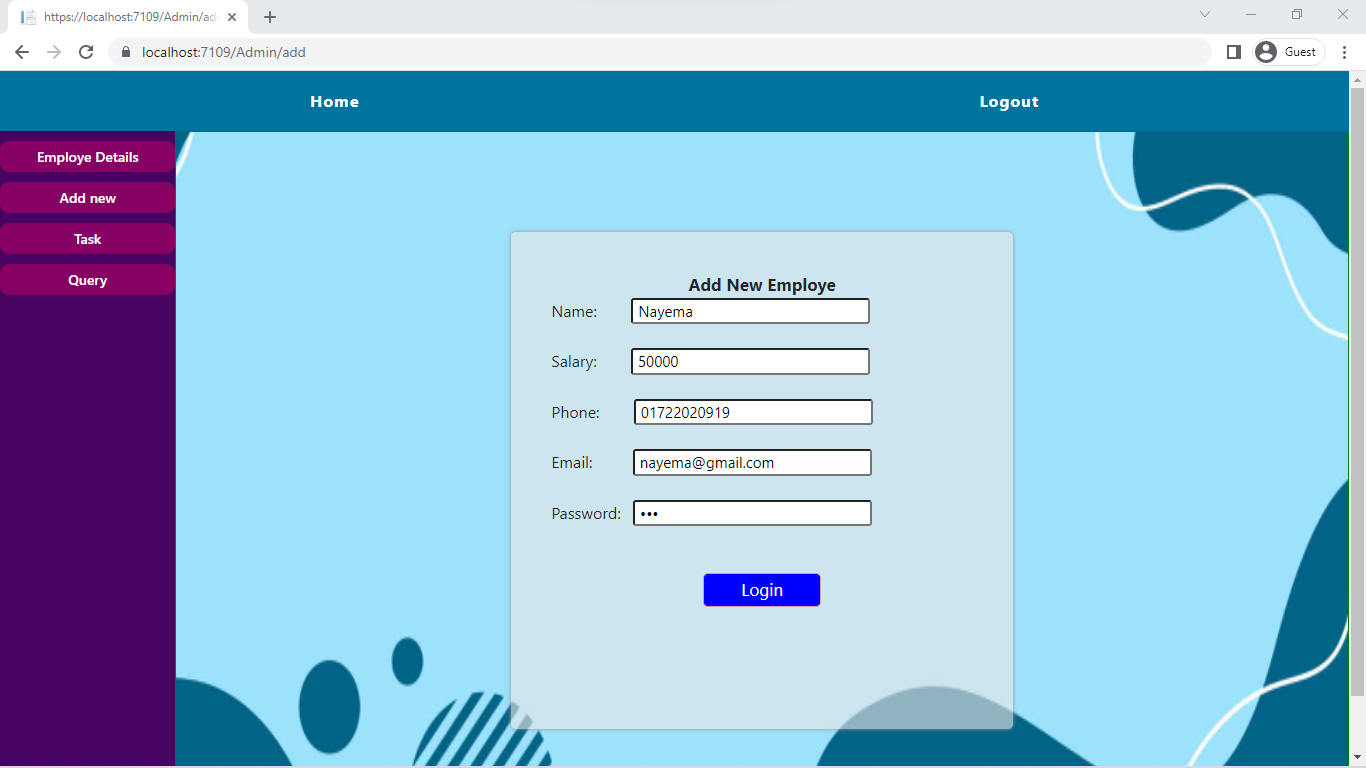 https://localhost:7109/Admin/ad
localhost:7109/Admin/add
Guest
Home
Logout
Employe Details
Add new
Task
Query
Add New Employe
Name: Nayema
Salary: 50000
Phone: 01722020919
Email: nayema@gmail.com
Password: •••
Login